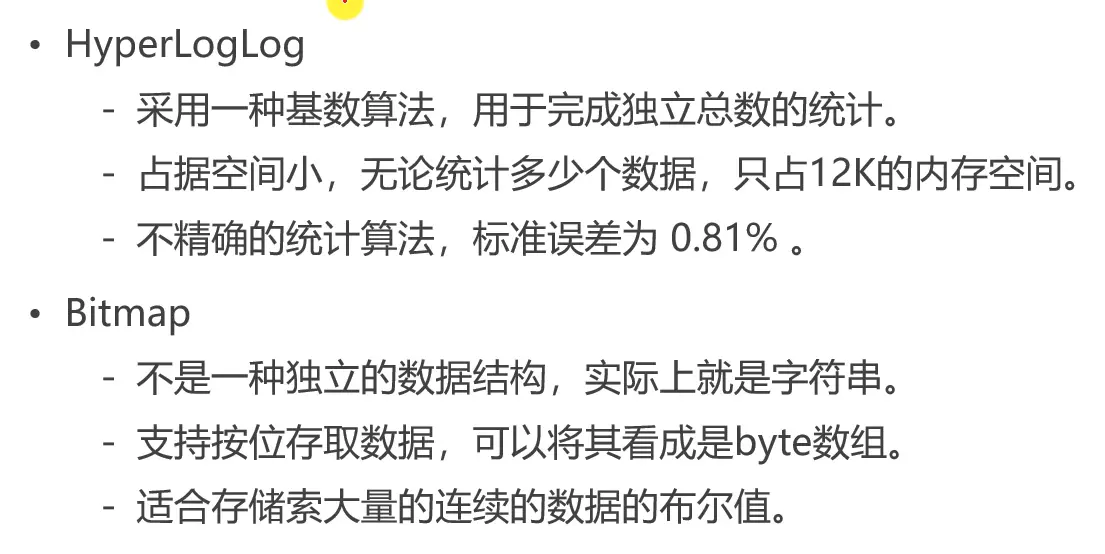 • HyperLogLog
- 采用一种基数算法，用于完成独立总数的统计。
- 占据空间小，无论统计多少个数据，只占12K的内存空间。
- 不精确的统计算法，标准误差为 0.81% 。
• Bitmap
- 不是一种独立的数据结构，实际上就是字符串。
- 支持按位存取数据，可以将其看成是byte数组。
- 适合存储索大量的连续的数据的布尔值。